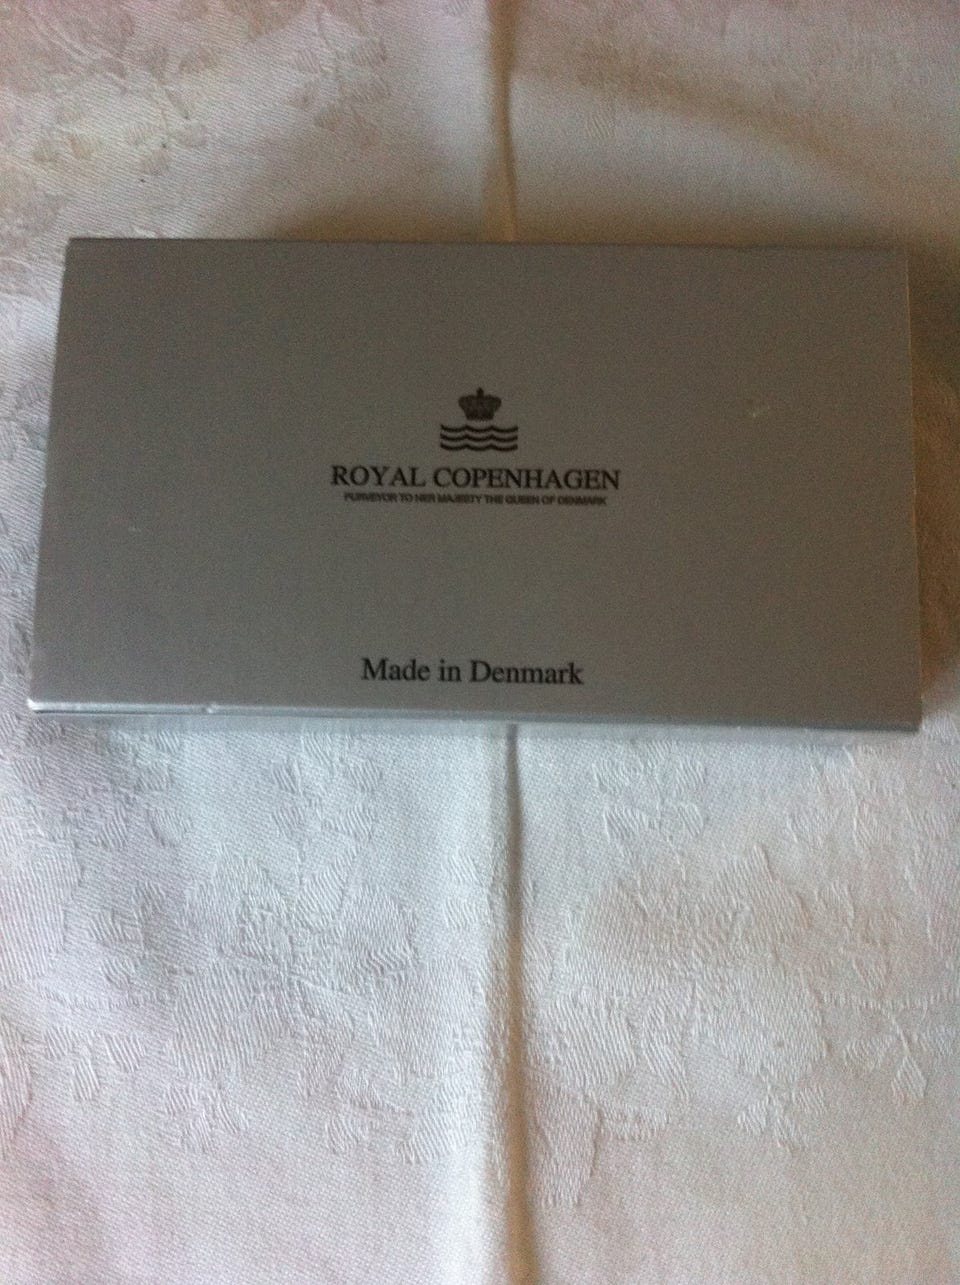 ROYAL COPENHAGEN
PURVEYOR TO HER MAJESTY THE QUEEN OF DENMARK
Made in Denmark